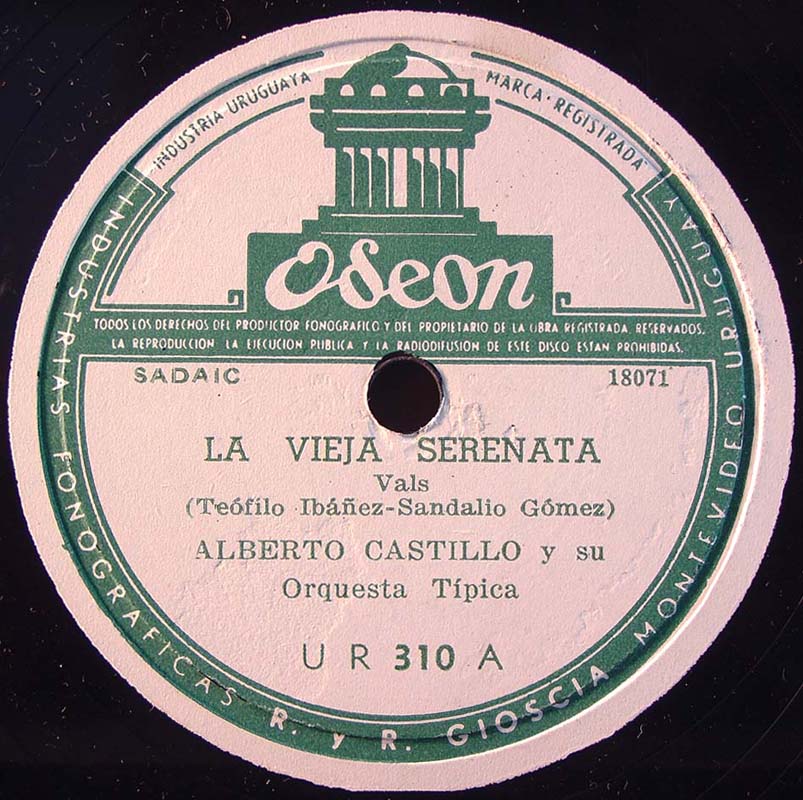 INDUSTRIA URUGUAYA
MARCA · REGISTRADA
Odeon
TODOS LOS DERECHOS DEL PRODUCTOR FONOGRAFICO Y DEL PROPIETARIO DE LA OBRA REGISTRADA RESERVADOS.
LA REPRODUCCION LA EJECUCION PUBLICA Y LA RADIODIFUSION DE ESTE DISCO ESTAN PROHIBIDAS.
SADAIC
18071
LA VIEJA SERENATA
Vals
(Teófilo Ibáñez-Sandalio Gómez)
ALBERTO CASTILLO y su
Orquesta Típica
UR 310 A
INDUSTRIAS FONOGRAFICAS R. y R. GIOSCIA MONTEVIDEO URUGUAY